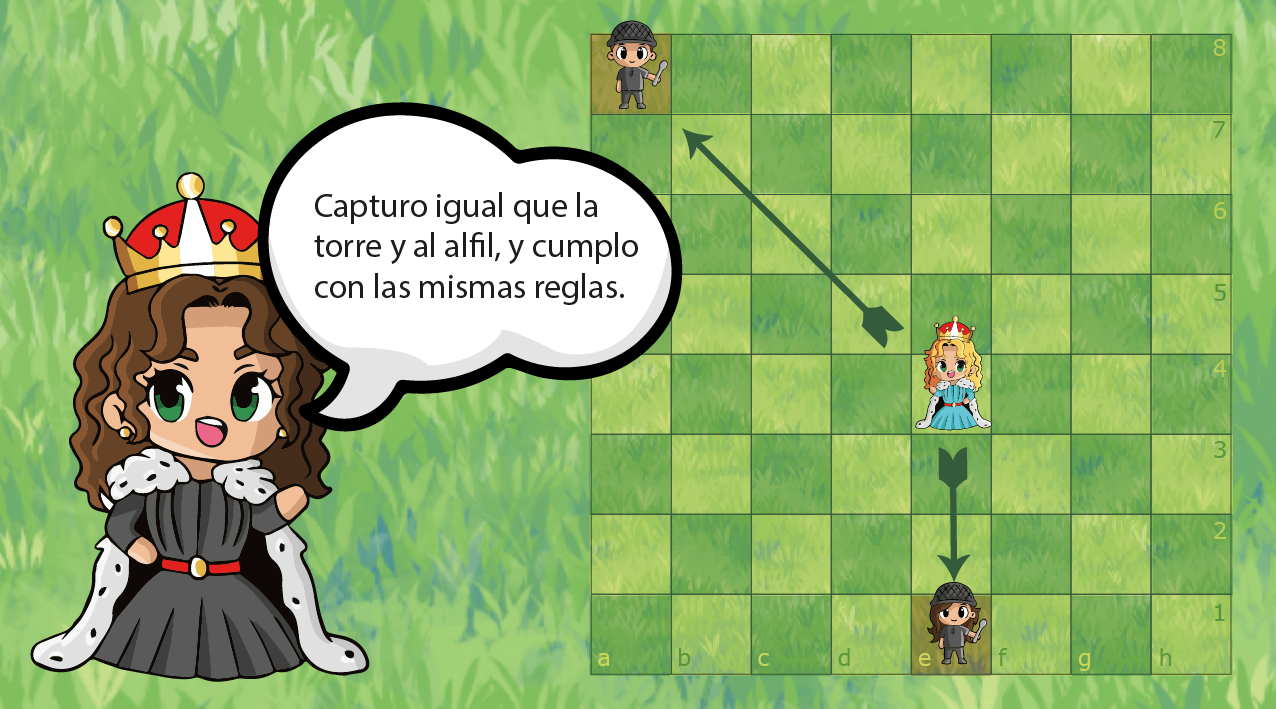 Capturo igual que la
torre y al alfil, y cumplo
con las mismas reglas.
8
7
6
5
4
3
2
1
a b c d e f g h